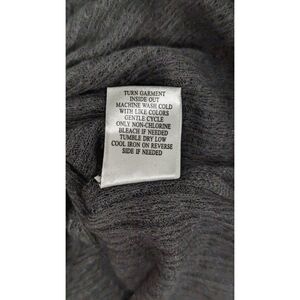 TURN GARMENT
INSIDE OUT
MACHINE WASH COLD
WITH LIKE COLORS
GENTLE CYCLE
ONLY NON-CHLORINE
BLEACH IF NEEDED
TUMBLE DRY LOW
COOL IRON ON REVERSE
SIDE IF NEEDED